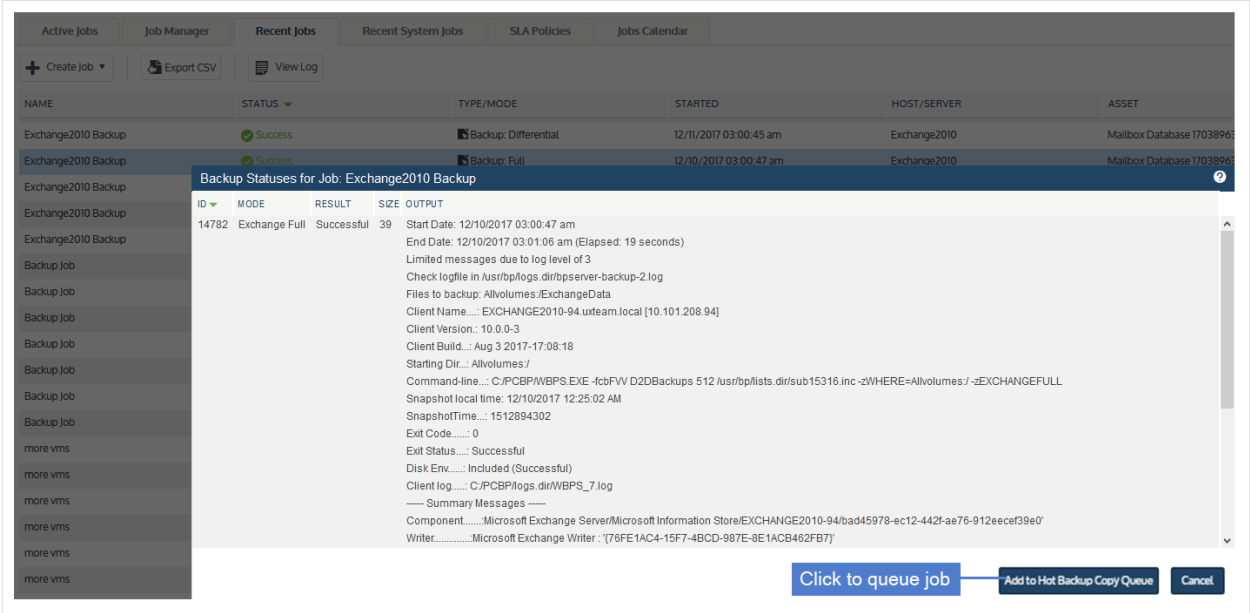 Active Jobs Job Manager Recent Jobs Recent System Jobs SLA Policies Jobs Calendar
Create Job Export CSV View Log
NAME STATUS TYPE/MODE STARTED HOST/SERVER ASSET
Exchange2010 Backup Success Backup: Differential 12/11/2017 03:00:45 am Exchange2010 Mailbox Database 17038963
Exchange2010 Backup Success Backup: Full 12/10/2017 03:00:47 am Exchange2010 Mailbox Database 17038963
Exchange2010 Backup
Exchange2010 Backup
Exchange2010 Backup
Backup Job
Backup Job
Backup Job
Backup Job
Backup Job
Backup Job
Backup Job
more vms
more vms
more vms
more vms
more vms
more vms
Backup Statuses for Job: Exchange2010 Backup
ID MODE RESULT SIZE OUTPUT
14782 Exchange Full Successful 39 Start Date: 12/10/2017 03:00:47 am
End Date: 12/10/2017 03:01:06 am (Elapsed: 19 seconds)
Limited messages due to log level of 3
Check logfile in /usr/bp/logs.dir/bpserver-backup-2.log
Files to backup: Allvolumes:/ExchangeData
Client Name....: EXCHANGE2010-94.uxteam.local [10.101.208.94]
Client Version.: 10.0.0-3
Client Build...: Aug 3 2017-17:08:18
Starting Dir...: Allvolumes:/
Command-line...: C:/PCBP/WBPS.EXE -fcbFVV D2DBackups 512 /usr/bp/lists.dir/sub15316.inc -zWHERE=Allvolumes:/ -zEXCHANGEFULL
Snapshot local time: 12/10/2017 12:25:02 AM
SnapshotTime...: 1512894302
Exit Code......: 0
Exit Status....: Successful
Disk Env......: Included (Successful)
Client log.....: C:/PCBP/logs.dir/WBPS_7.log
----- Summary Messages -----
Component.......:Microsoft Exchange Server/Microsoft Information Store/EXCHANGE2010-94/bad45978-ec12-442f-ae76-912eecef39e0'
Writer..............:Microsoft Exchange Writer : '{76FE1AC4-15F7-4BCD-987E-8E1ACB462FB7}'
Click to queue job Add to Hot Backup Copy Queue Cancel